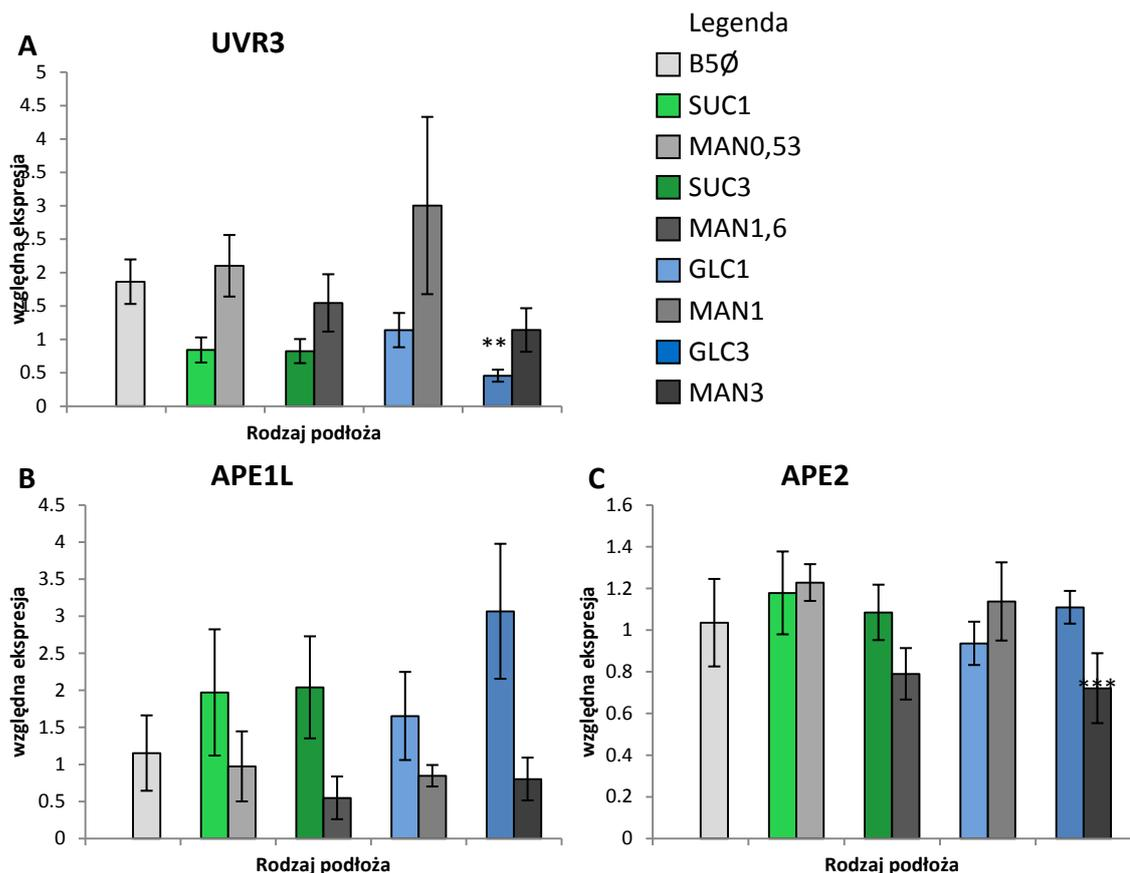 A
UVR3
5
4.5
4
3.5
3
2.5
2
1.5
1
0.5
0
względna ekspresja
**
Rodzaj podłoża
Legenda
B5Ø
SUC1
MAN0,53
SUC3
MAN1,6
GLC1
MAN1
GLC3
MAN3
B
APE1L
4.5
4
3.5
3
2.5
2
1.5
1
0.5
0
względna ekspresja
Rodzaj podłoża
C
APE2
1.6
1.4
1.2
1
0.8
0.6
0.4
0.2
0
względna ekspresja
***
Rodzaj podłoża